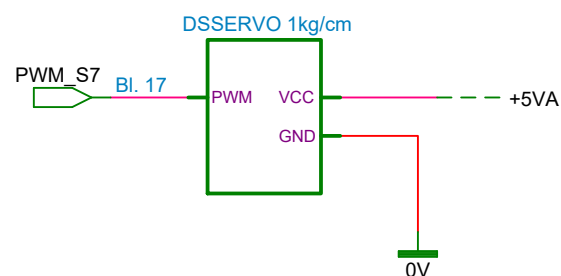 DSSERVO 1kg/cm
PWM_S7
Bl. 17
PWM
VCC
+5VA
GND
0V